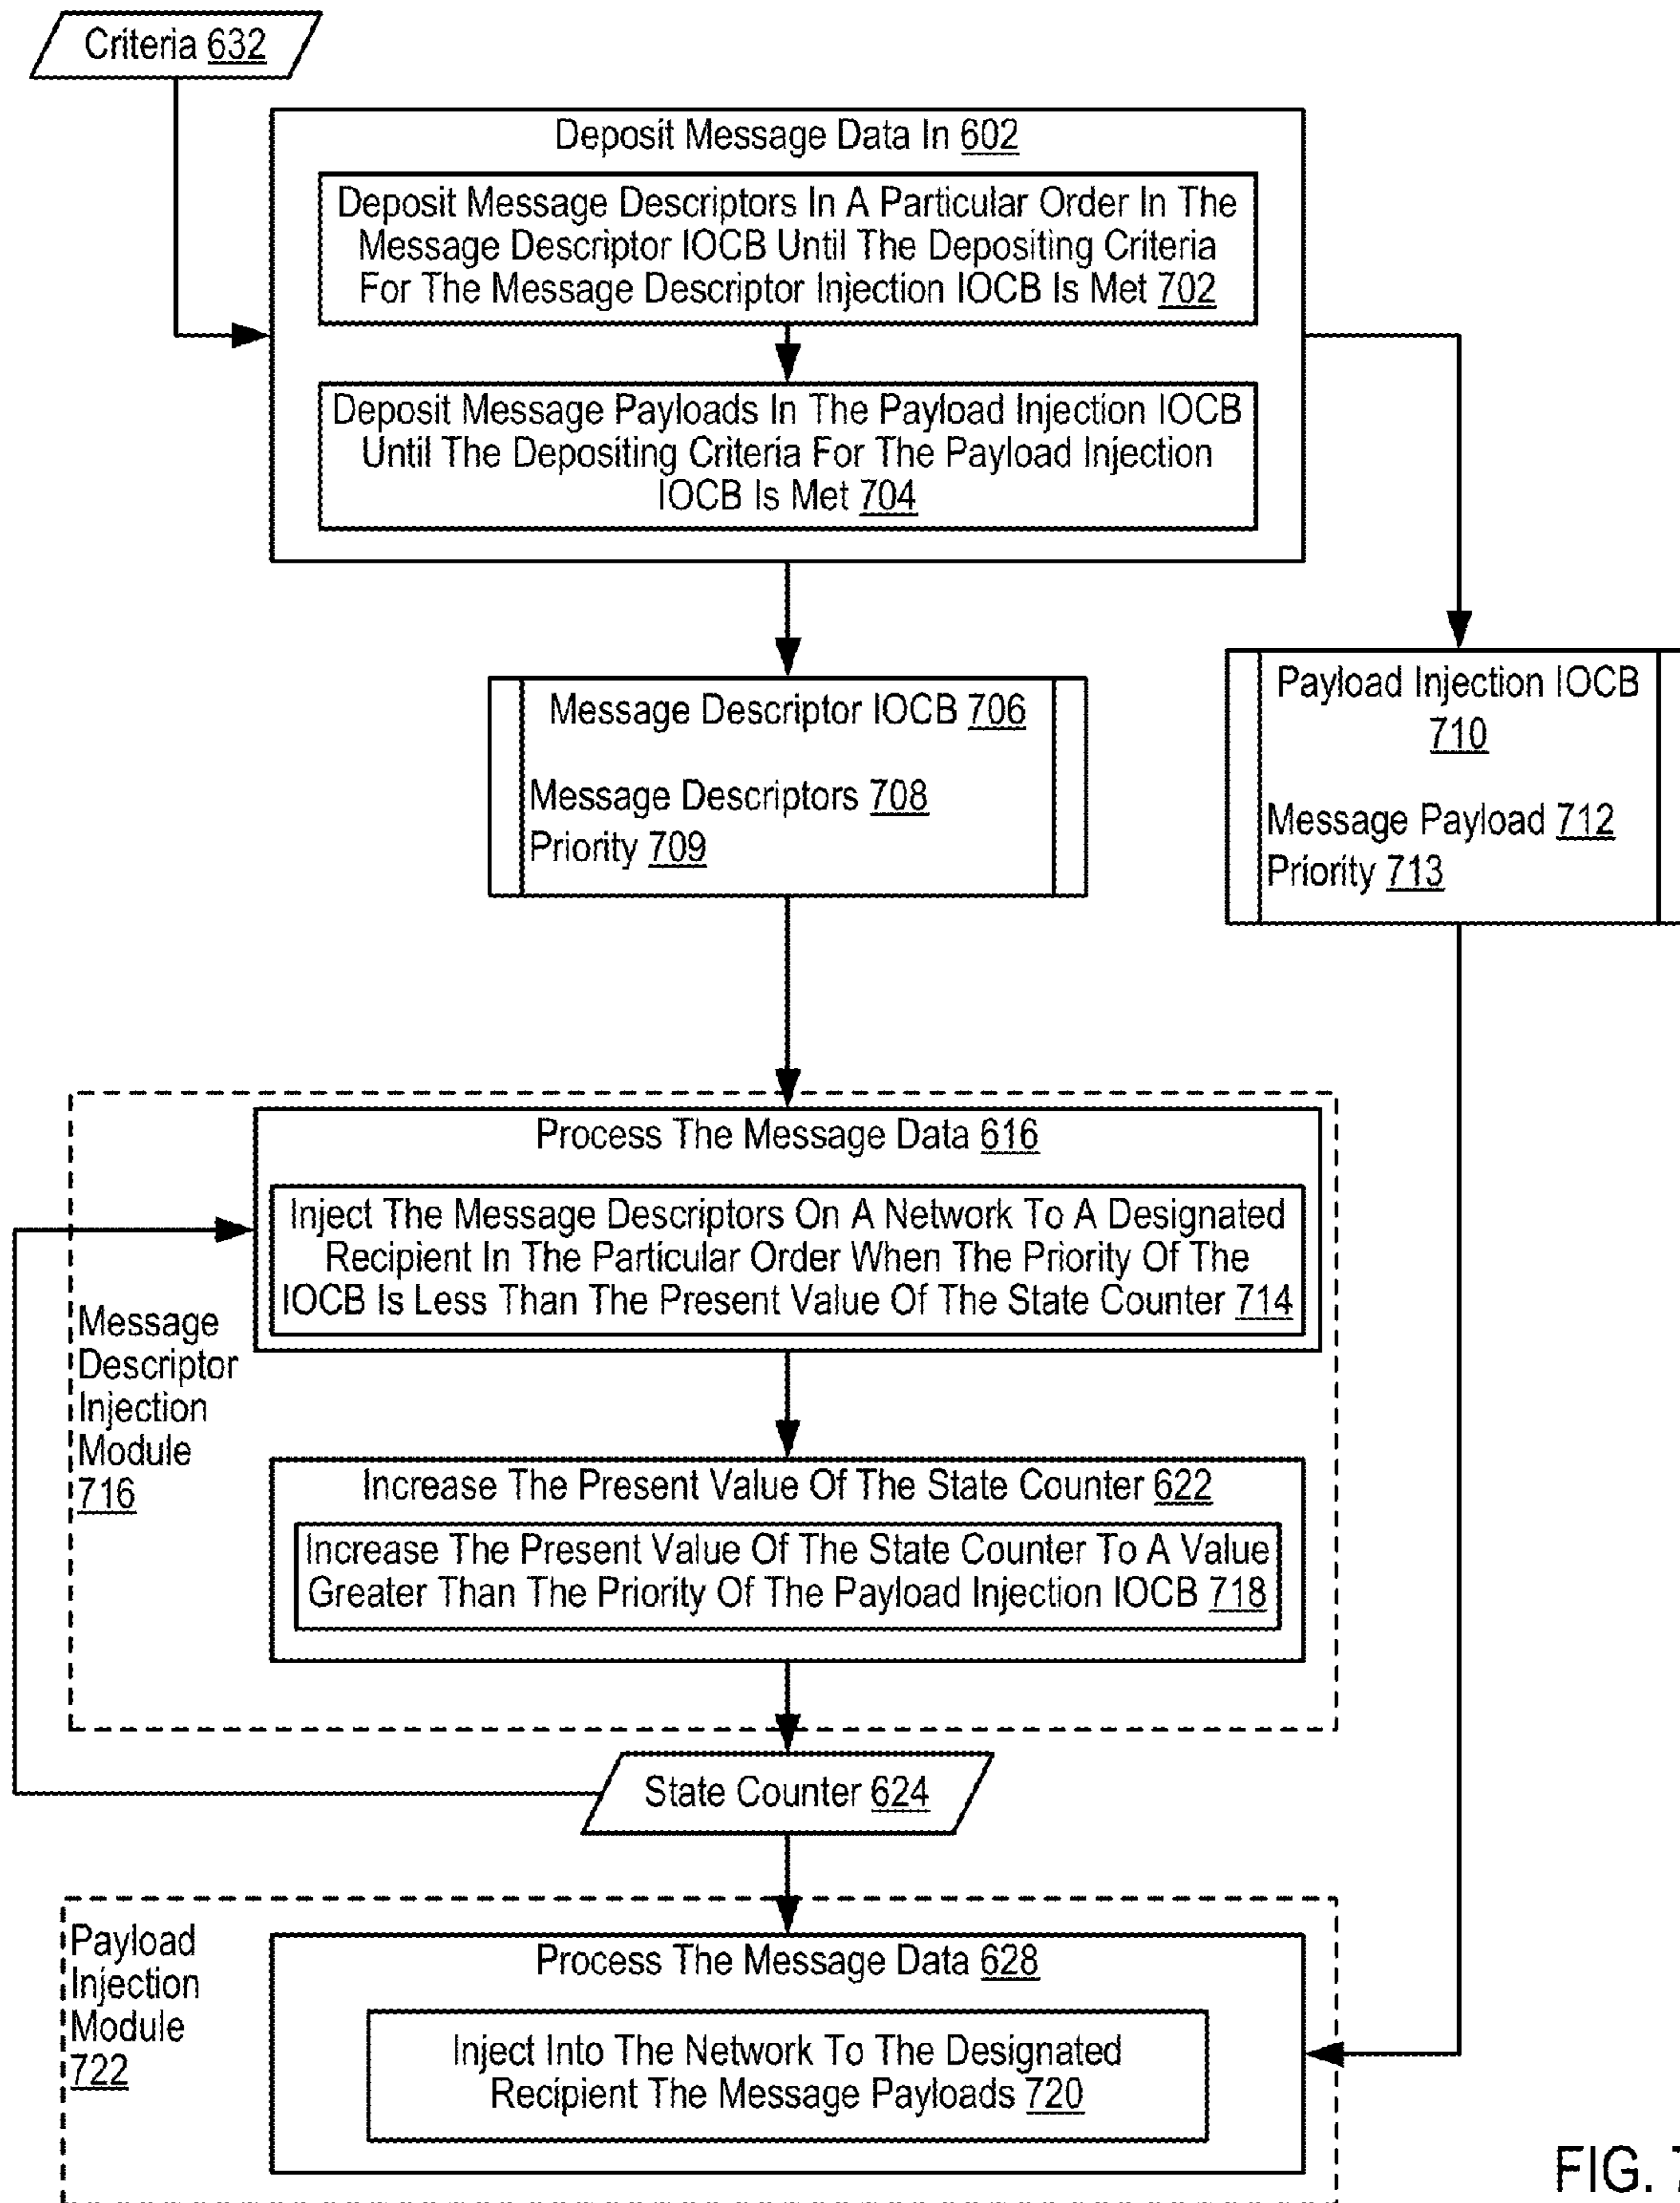 Criteria 632
Deposit Message Data In 602
Deposit Message Descriptors In A Particular Order In The
Message Descriptor IOCB Until The Depositing Criteria
For The Message Descriptor Injection IOCB Is Met 702
Deposit Message Payloads In The Payload Injection IOCB
Until The Depositing Criteria For The Payload Injection
IOCB Is Met 704
Message Descriptor IOCB 706
Message Descriptors 708
Priority 709
Payload Injection IOCB
710
Message Payload 712
Priority 713
Process The Message Data 616
Inject The Message Descriptors On A Network To A Designated
Recipient In The Particular Order When The Priority Of The
IOCB Is Less Than The Present Value Of The State Counter 714
Message
Descriptor
Injection
Module
716
Increase The Present Value Of The State Counter 622
Increase The Present Value Of The State Counter To A Value
Greater Than The Priority Of The Payload Injection IOCB 718
State Counter 624
Payload
Injection
Module
722
Process The Message Data 628
Inject Into The Network To The Designated
Recipient The Message Payloads 720
FIG. 7